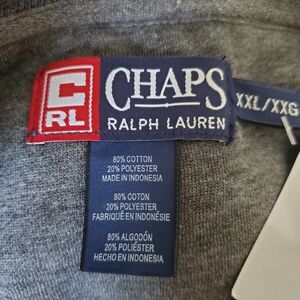 C
RL
CHAPS
RALPH LAUREN
XXL/XXG
80% COTTON
20% POLYESTER
MADE IN INDONESIA
80% COTON
20% POLYESTER
FABRIQUÉ EN INDONÉSIE
80% ALGODÓN
20% POLIÉSTER
HECHO EN INDONESIA